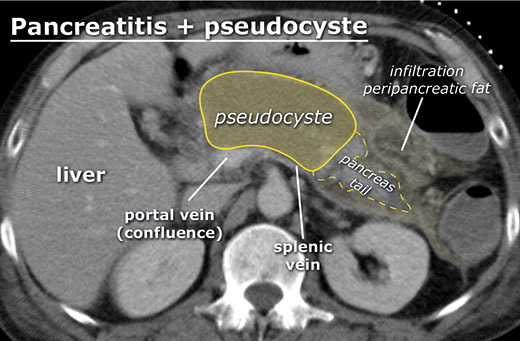 Pancreatitis + pseudocyste
infiltration
peripancreatic fat
pseudocyste
pancreas
tail
liver
portal vein
(confluence)
splenic
vein